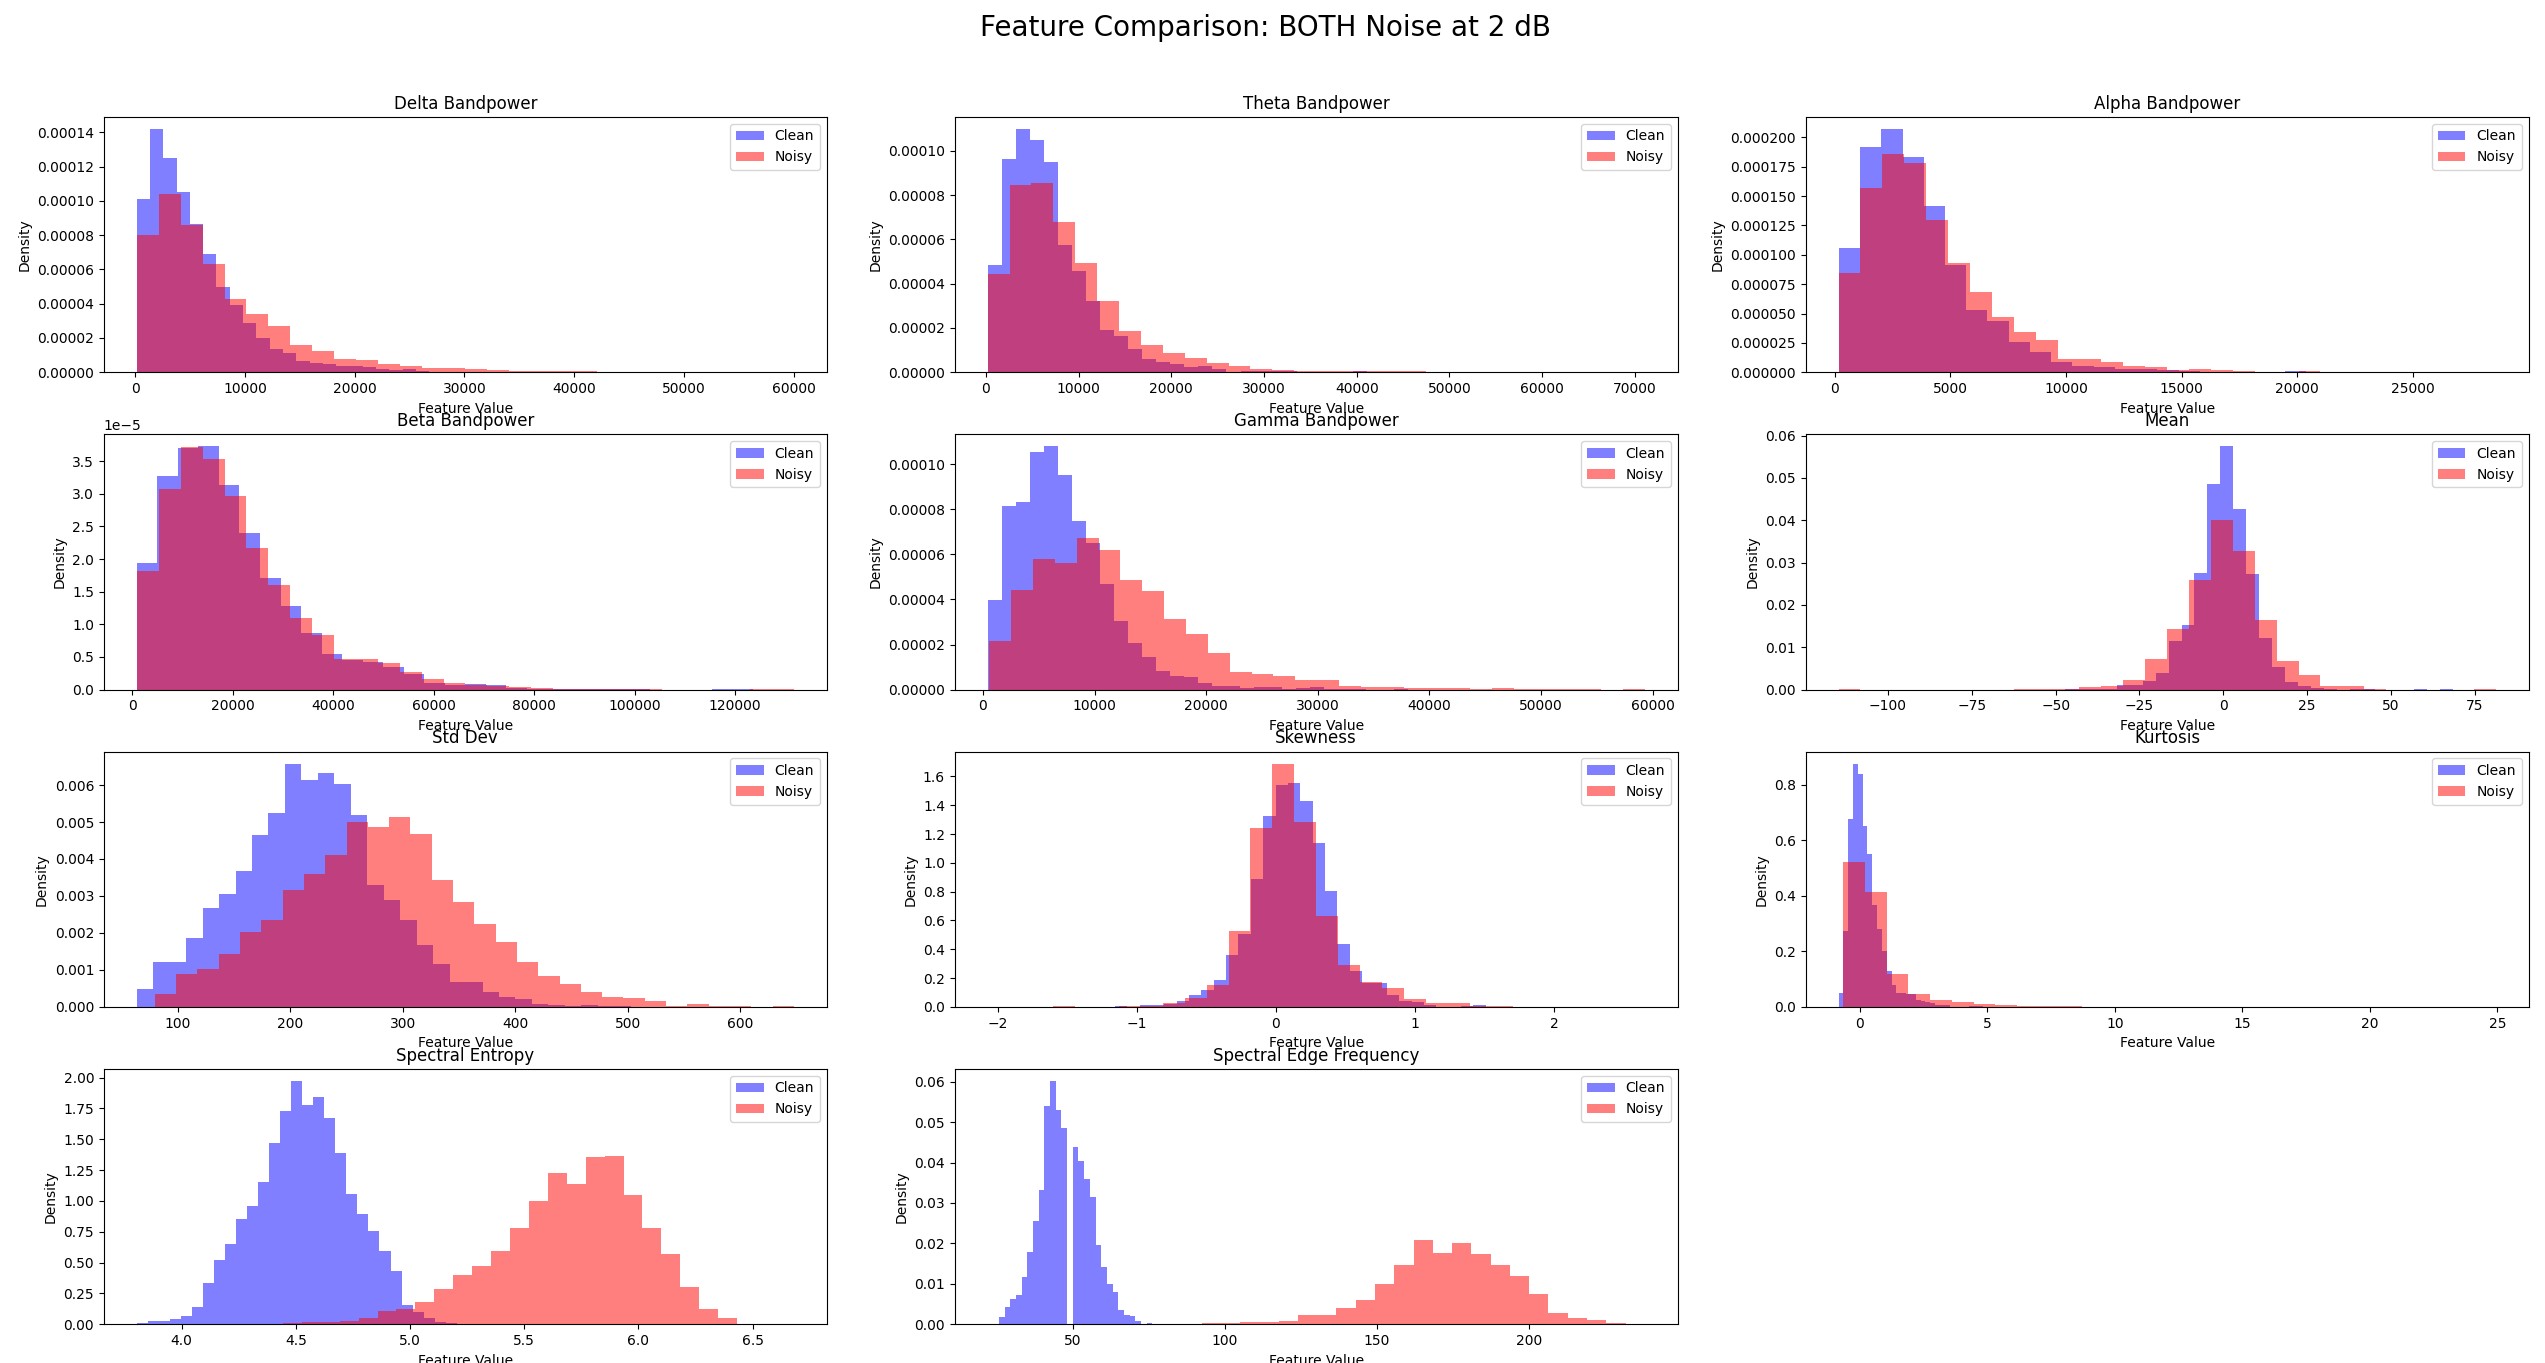 Feature Comparison: BOTH Noise at 2 dB
Delta Bandpower
Density
0.00014
0.00012
0.00010
0.00008
0.00006
0.00004
0.00002
0.00000
0 10000 20000 30000 40000 50000 60000
Feature Value
Clean
Noisy
Theta Bandpower
Density
0.00010
0.00008
0.00006
0.00004
0.00002
0.00000
0 10000 20000 30000 40000 50000 60000 70000
Feature Value
Clean
Noisy
Alpha Bandpower
Density
0.000200
0.000175
0.000150
0.000125
0.000100
0.000075
0.000050
0.000025
0.000000
0 5000 10000 15000 20000 25000
Feature Value
Clean
Noisy
Beta Bandpower
1e−5
Density
3.5
3.0
2.5
2.0
1.5
1.0
0.5
0.0
0 20000 40000 60000 80000 100000 120000
Feature Value
Clean
Noisy
Gamma Bandpower
Density
0.00010
0.00008
0.00006
0.00004
0.00002
0.00000
0 10000 20000 30000 40000 50000 60000
Feature Value
Clean
Noisy
Mean
Density
0.06
0.05
0.04
0.03
0.02
0.01
0.00
−100 −75 −50 −25 0 25 50 75
Feature Value
Clean
Noisy
Std Dev
Density
0.006
0.005
0.004
0.003
0.002
0.001
0.000
100 200 300 400 500 600
Feature Value
Clean
Noisy
Skewness
Density
1.6
1.4
1.2
1.0
0.8
0.6
0.4
0.2
0.0
−2 −1 0 1 2
Feature Value
Clean
Noisy
Kurtosis
Density
0.8
0.6
0.4
0.2
0.0
0 5 10 15 20 25
Feature Value
Clean
Noisy
Spectral Entropy
Density
2.00
1.75
1.50
1.25
1.00
0.75
0.50
0.25
0.00
4.0 4.5 5.0 5.5 6.0 6.5
Feature Value
Clean
Noisy
Spectral Edge Frequency
Density
0.06
0.05
0.04
0.03
0.02
0.01
0.00
50 100 150 200
Feature Value
Clean
Noisy